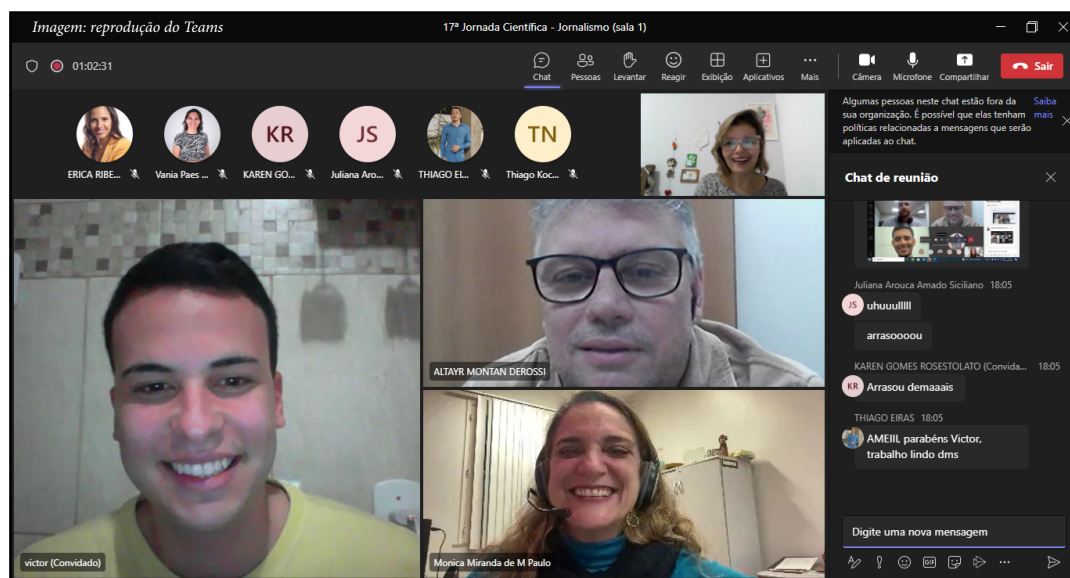 Imagem: reprodução do Teams
17ª Jornada Científica - Jornalismo (sala 1)
01:02:31
Chat
Pessoas
Levantar
Reagir
Exibição
Aplicativos
Mais
Câmera
Microfone
Compartilhar
Sair
KR
JS
TN
ERICA RIBE...
Vania Paes ...
KAREN GO...
Juliana Aro...
THIAGO EI...
Thiago Koc...
victor (Convidado)
ALTAYR MONTAN DEROSSI
Monica Miranda de M Paulo
Algumas pessoas neste chat estão fora da
sua organização. É possível que elas tenham
políticas relacionadas a mensagens que serão
aplicadas ao chat.
Saiba
mais
Chat de reunião
Juliana Arouca Amado Siciliano 18:05
JS
uhuuulllll
arrasoooou
KAREN GOMES ROSESTOLATO (Convida... 18:05
KR
Arrasou demaaais
THIAGO EIRAS 18:05
AMEIII, parabéns Victor,
trabalho lindo dms
Digite uma nova mensagem
GIF